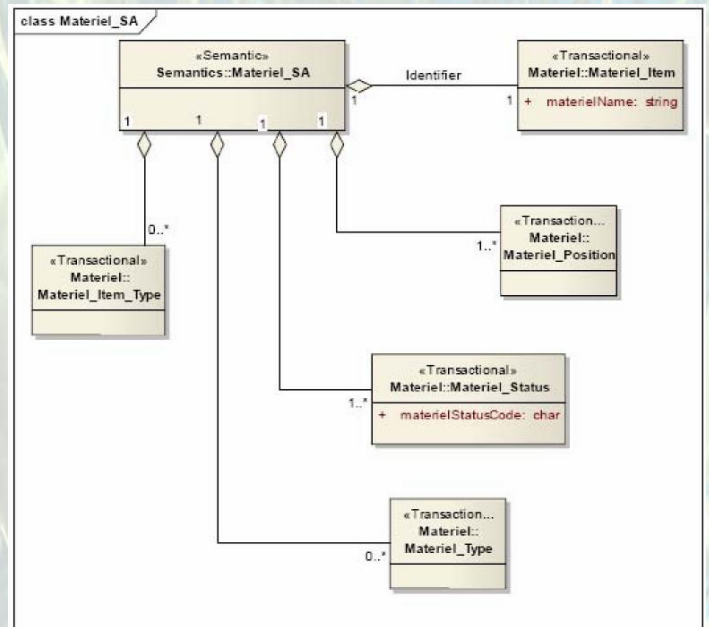 class Materiel_SA
«Semantic»
Semantics::Materiel_SA
Identifier
1
1
«Transactional»
Materiel::Materiel_Item
+ materielName: string
1
1
1
1
0..*
«Transactional»
Materiel::
Materiel_Item_Type
1..*
«Transaction...
Materiel::
Materiel_Position
1..*
«Transactional»
Materiel::Materiel_Status
+ materielStatusCode: char
0..*
«Transaction...
Materiel::
Materiel_Type